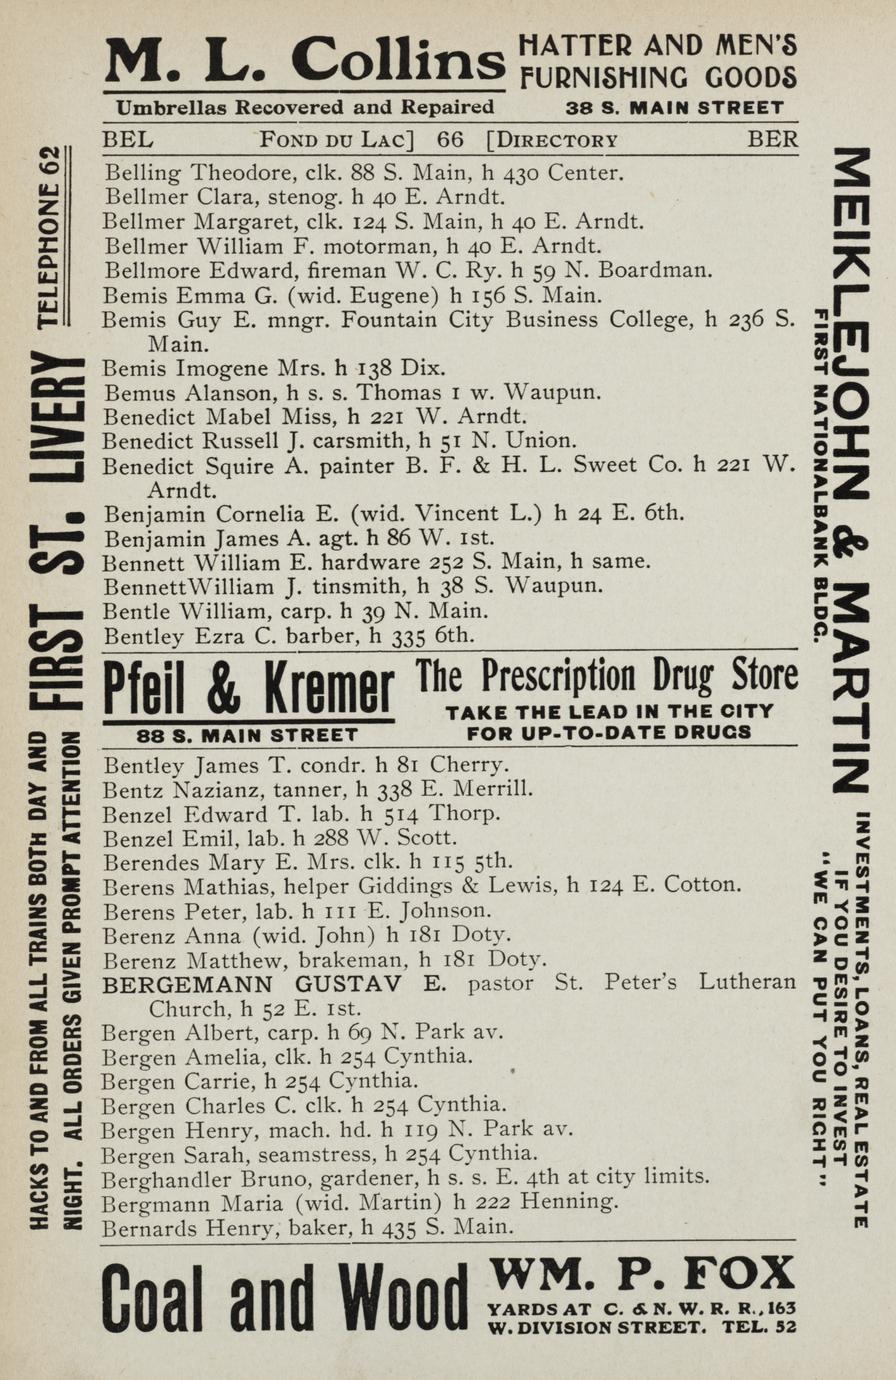 M. L. Collins
HATTER AND MEN'S
FURNISHING GOODS
Umbrellas Recovered and Repaired
38 S. MAIN STREET
BEL FOND DU LAC] 66 [DIRECTORY BER
Belling Theodore, clk. 88 S. Main, h 430 Center.
Bellmer Clara, stenog. h 40 E. Arndt.
Bellmer Margaret, clk. 124 S. Main, h 40 E. Arndt.
Bellmer William F. motorman, h 40 E. Arndt.
Bellmore Edward, fireman W. C. Ry. h 59 N. Boardman.
Bemis Emma G. (wid. Eugene) h 156 S. Main.
Bemis Guy E. mngr. Fountain City Business College, h 236 S.
Main.
Bemis Imogene Mrs. h 138 Dix.
Bemus Alanson, h s. s. Thomas 1 w. Waupun.
Benedict Mabel Miss, h 221 W. Arndt.
Benedict Russell J. carsmith, h 51 N. Union.
Benedict Squire A. painter B. F. & H. L. Sweet Co. h 221 W.
Arndt.
Benjamin Cornelia E. (wid. Vincent L.) h 24 E. 6th.
Benjamin James A. agt. h 86 W. 1st.
Bennett William E. hardware 252 S. Main, h same.
BennettWilliam J. tinsmith, h 38 S. Waupun.
Bentle William, carp. h 39 N. Main.
Bentley Ezra C. barber, h 335 6th.
Pfeil & Kremer
88 S. MAIN STREET
The Prescription Drug Store
TAKE THE LEAD IN THE CITY
FOR UP-TO-DATE DRUGS
Bentley James T. condr. h 81 Cherry.
Bentz Nazianz, tanner, h 338 E. Merrill.
Benzel Edward T. lab. h 514 Thorp.
Benzel Emil, lab. h 288 W. Scott.
Berendes Mary E. Mrs. clk. h 115 5th.
Berens Mathias, helper Giddings & Lewis, h 124 E. Cotton.
Berens Peter, lab. h 111 E. Johnson.
Berenz Anna (wid. John) h 181 Doty.
Berenz Matthew, brakeman, h 181 Doty.
BERGEMANN GUSTAV E. pastor St. Peter's Lutheran
Church, h 52 E. 1st.
Bergen Albert, carp. h 69 N. Park av.
Bergen Amelia, clk. h 254 Cynthia.
Bergen Carrie, h 254 Cynthia.
Bergen Charles C. clk. h 254 Cynthia.
Bergen Henry, mach. hd. h 119 N. Park av.
Bergen Sarah, seamstress, h 254 Cynthia.
Berghandler Bruno, gardener, h s. s. E. 4th at city limits.
Bergmann Maria (wid. Martin) h 222 Henning.
Bernards Henry, baker, h 435 S. Main.
Coal and Wood
WM. P. FOX
YARDS AT C. & N. W. R. R., 163
W. DIVISION STREET. TEL. 52
HACKS TO AND FROM ALL TRAINS BOTH DAY AND
NIGHT. ALL ORDERS GIVEN PROMPT ATTENTION
FIRST ST. LIVERY
TELEPHONE 62
MEIKLEJOHN & MARTIN
FIRST NATIONALBANK BLDG.
INVESTMENTS, LOANS, REAL ESTATE
IF YOU DESIRE TO INVEST
"WE CAN PUT YOU RIGHT"